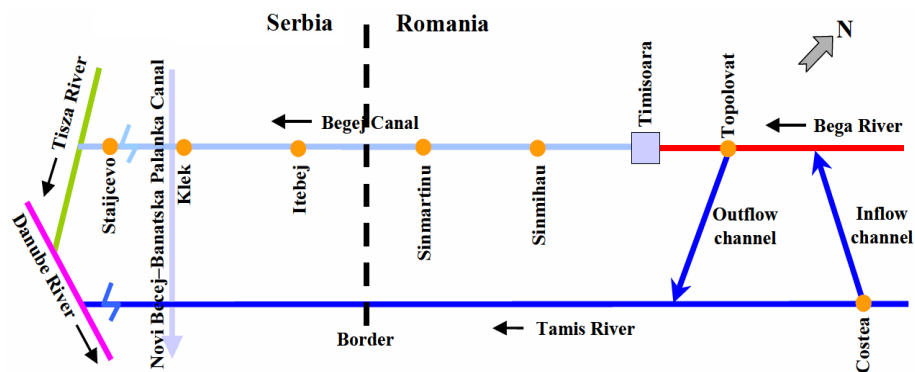 Serbia
Romania
N
Tisza River
Novi Becej–Banatska Palanka Canal
Timisoara
Topolovat
Begej Canal
Bega River
Staijcevo
Klek
Itebej
Sinmartinu
Sinmihau
Outflow
channel
Inflow
channel
Danube River
Border
Tamis River
Costea